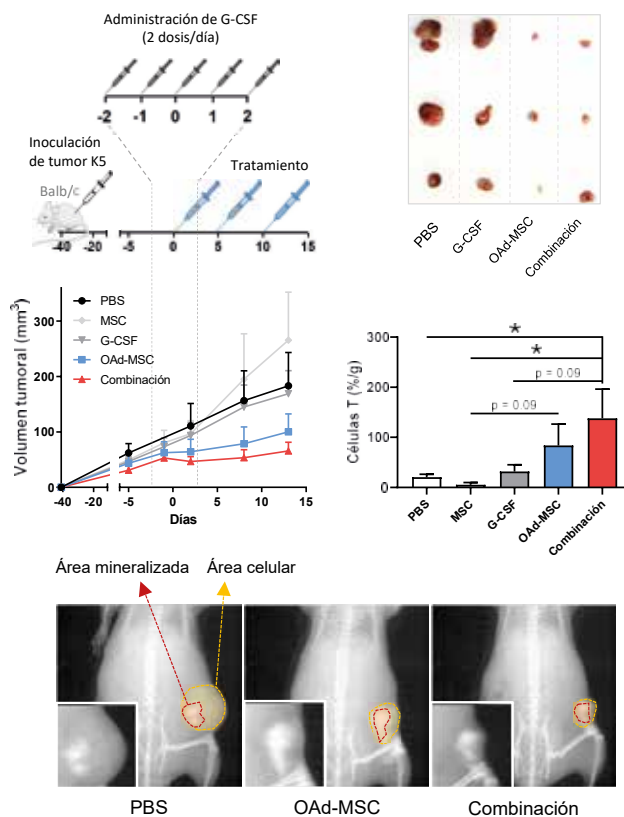 Administración de G-CSF
(2 dosis/día)
-2 -1 0 1 2
Inoculación
de tumor K5
Balb/c
Tratamiento
-40 -20 -5 0 5 10 15
PBS
G-CSF
OAd-MSC
Combinación
Volumen tumoral (mm3)
300
200
100
0
PBS
MSC
G-CSF
OAd-MSC
Combinación
-40 -20 -5 0 5 10 15
Días
Células T (%/g)
300
200
100
0
*
*
p = 0.09
p = 0.09
PBS
MSC
G-CSF
OAd-MSC
Combinación
Área mineralizada
Área celular
PBS
OAd-MSC
Combinación